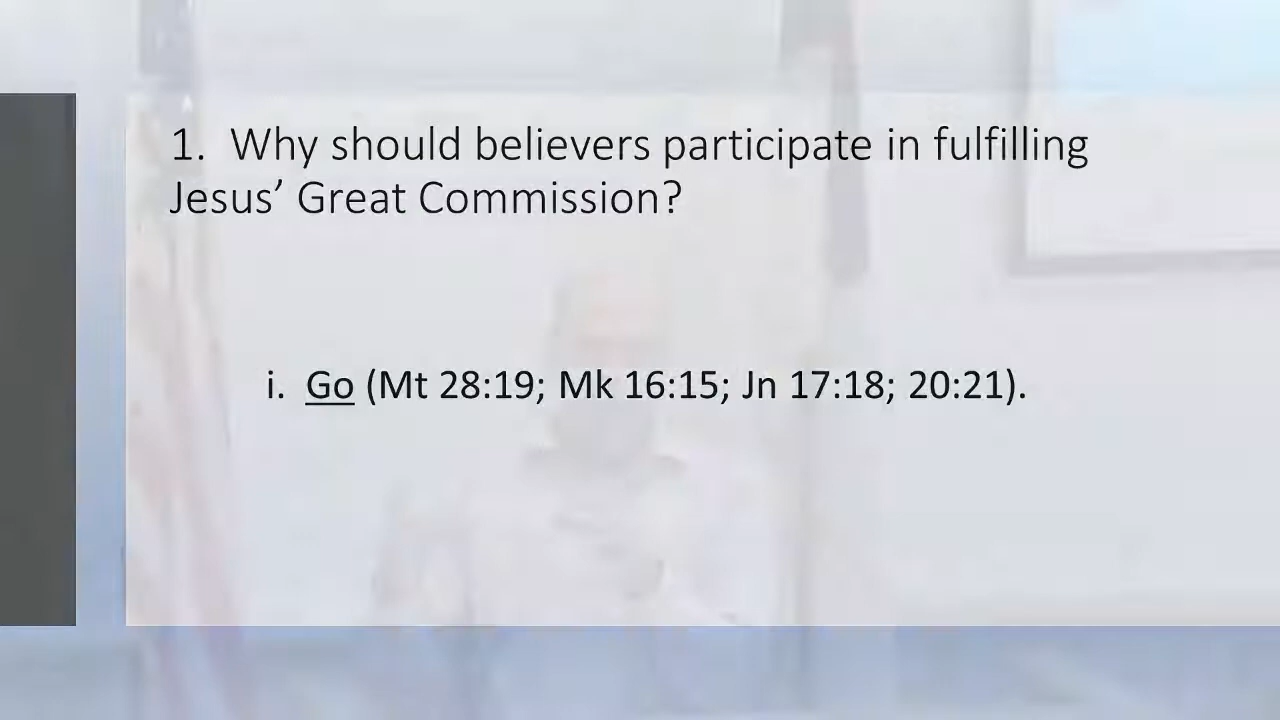 1. Why should believers participate in fulfilling
Jesus’ Great Commission?
i. Go (Mt 28:19; Mk 16:15; Jn 17:18; 20:21).